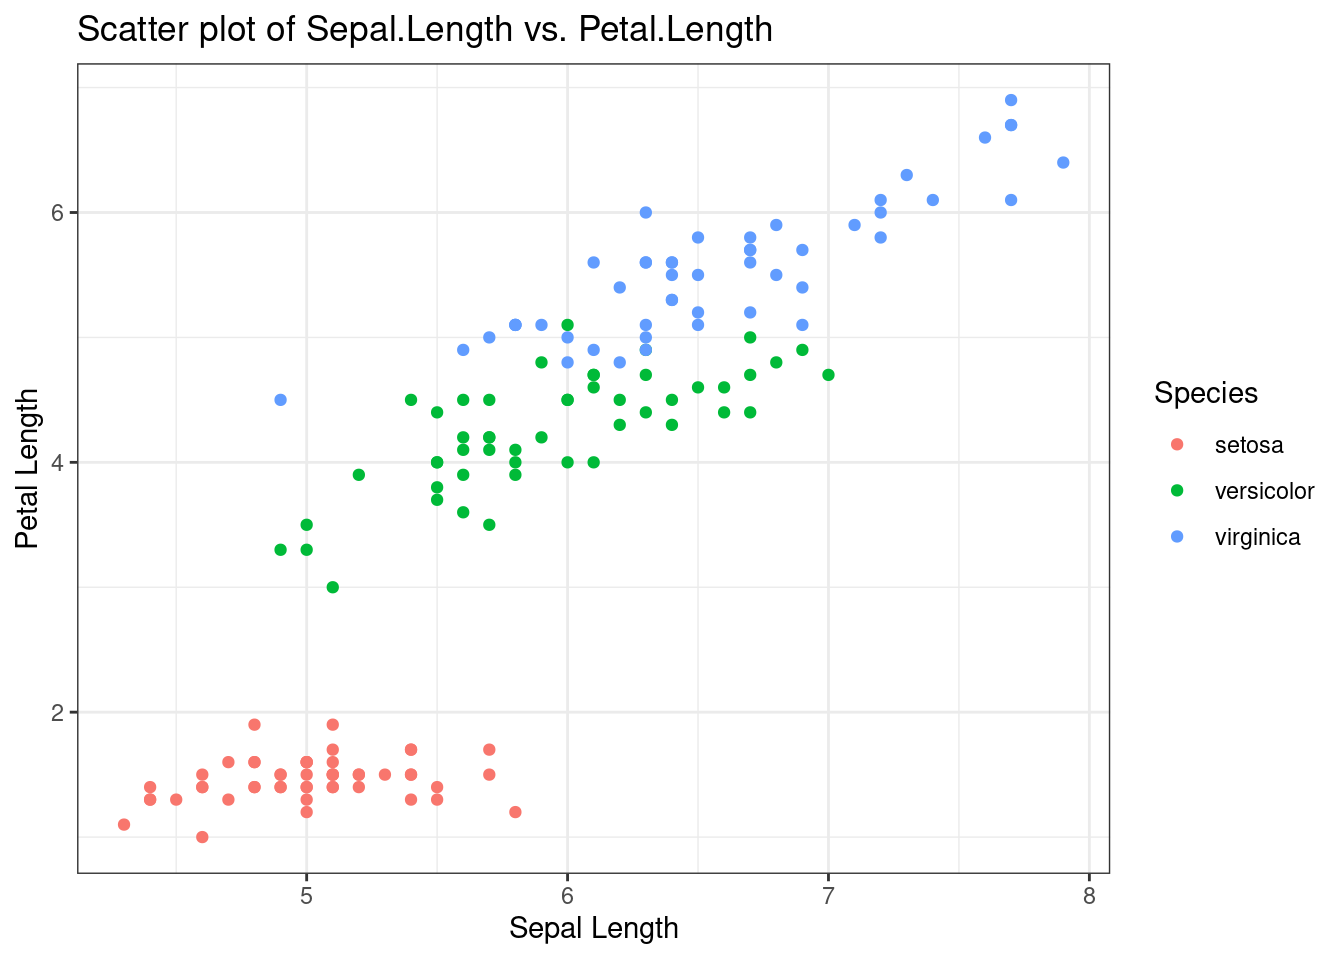 Scatter plot of Sepal.Length vs. Petal.Length
6
4
2
Petal Length
5 6 7 8
Sepal Length
Species
setosa
versicolor
virginica